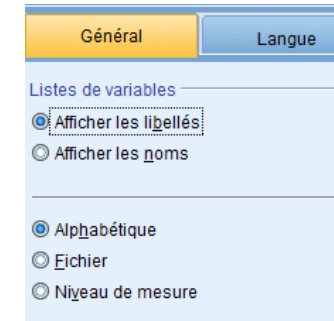 Général Langue
Listes de variables
Afficher les libellés
Afficher les noms
Alphabétique
Fichier
Niveau de mesure